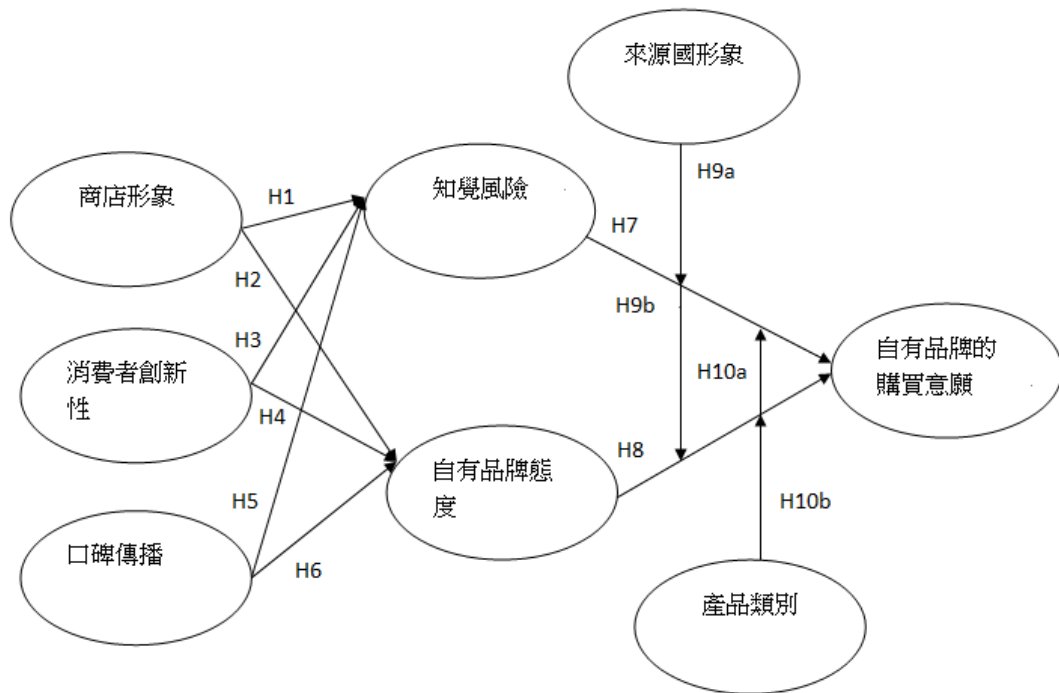 來源國形象
H9a
商店形象
H1
知覺風險
H7
H2
H9b
H3
消費者創新
性
H10a
自有品牌的
購買意願
H4
H8
自有品牌態
度
H5
H10b
口碑傳播
H6
產品類別